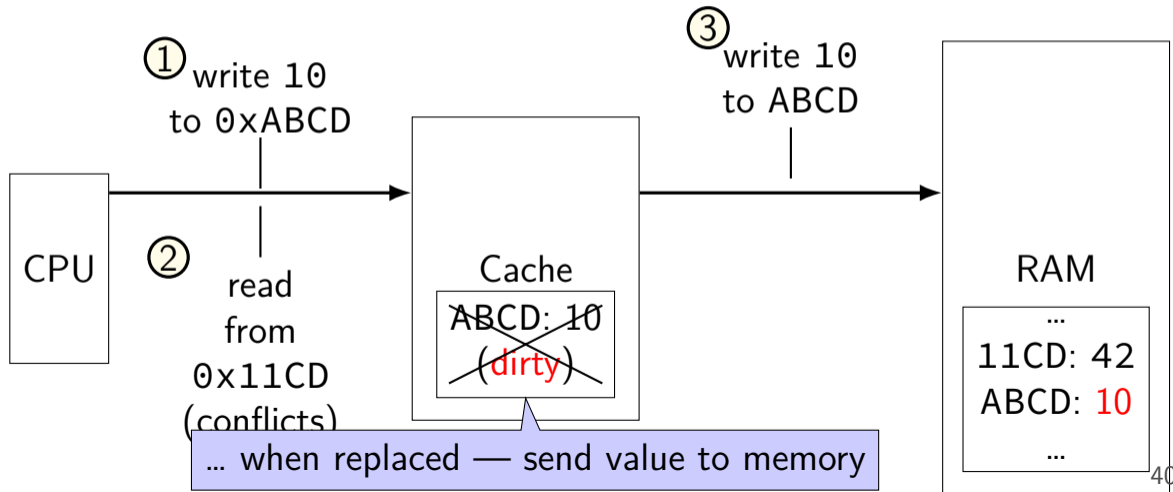 1
write 10
to 0xABCD
3
write 10
to ABCD
CPU
2
read
from
0x11CD
(conflicts)
Cache
ABCD: 10
(dirty)
RAM
...
11CD: 42
ABCD: 10
...
... when replaced — send value to memory
40